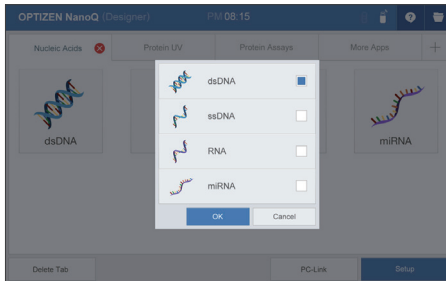 OPTIZEN NanoQ (Designer) PM 08:15
Nucleic Acids Protein UV Protein Assays More Apps
dsDNA
ssDNA
RNA
miRNA
OK Cancel
dsDNA
miRNA
Delete Tab PC-Link Setup